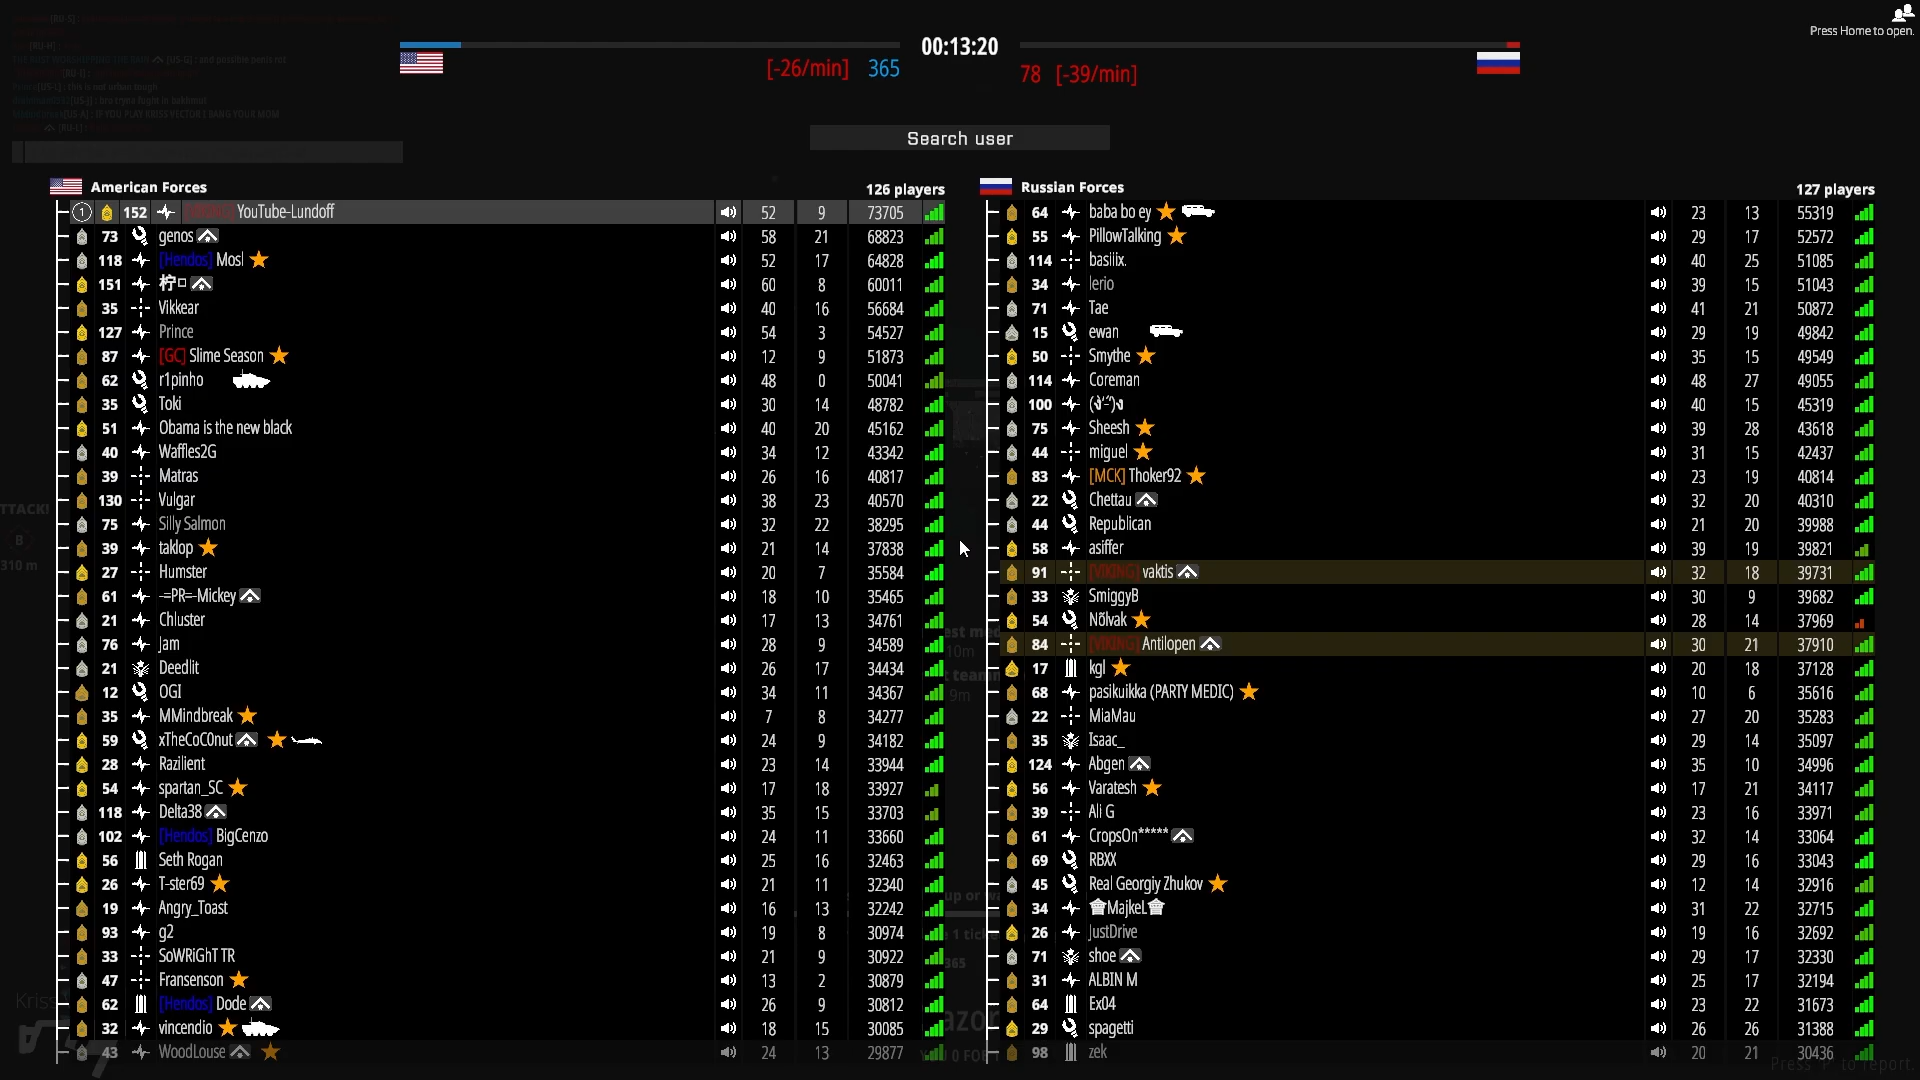 Press Home to open.
00:13:20
[-26/min] 365
78 [-39/min]
Search user
American Forces 126 players
1 152 YouTube-Lundoff 52 9 73705
73 genos 58 21 68823
118 [Hendos] Mosl 52 17 64828
151 柠□ 60 8 60011
35 Vikkear 40 16 56684
127 Prince 54 3 54527
87 [GC] Slime Season 12 9 51873
62 r1pinho 48 0 50041
35 Toki 30 14 48782
51 Obama is the new black 40 20 45162
40 Waffles2G 34 12 43342
39 Matras 26 16 40817
130 Vulgar 38 23 40570
75 Silly Salmon 32 22 38295
39 taklop 21 14 37838
27 Humster 20 7 35584
61 -=PR=-Mickey 18 10 35465
21 Chluster 17 13 34761
76 Jam 28 9 34589
21 Deedlit 26 17 34434
12 OGI 34 11 34367
35 MMindbreak 7 8 34277
59 xTheCoC0nut 24 9 34182
28 Razilient 23 14 33944
54 spartan_SC 17 18 33927
118 Delta38 35 15 33703
102 [Hendos] BigCenzo 24 11 33660
56 Seth Rogan 25 16 32463
26 T-ster69 21 11 32340
19 Angry_Toast 16 13 32242
93 g2 19 8 30974
33 SoWRiGhT TR 21 9 30922
47 Fransenson 13 2 30879
62 [Hendos] Dode 26 9 30812
32 vincendio 18 15 30085
43 WoodLouse 24 13 29877
Russian Forces 127 players
64 baba bo ey 23 13 55319
55 PillowTalking 29 17 52572
114 basiliix. 40 25 51085
34 lerio 39 15 51043
71 Tae 41 21 50872
15 ewan 29 19 49842
50 Smythe 35 15 49549
114 Coreman 48 27 49055
100 40 15 45319
75 Sheesh 39 28 43618
44 miguel 31 15 42437
83 [MCK] Thoker92 23 19 40814
22 Chettau 32 20 40310
44 Republican 21 20 39988
58 asiffer 39 19 39821
91 [VIKING] vaktis 32 18 39731
33 SmiggyB 30 9 39682
54 Nõlvak 28 14 37969
84 [VIKING] Antilopen 30 21 37910
17 kgl 20 18 37128
68 pasikuikka (PARTY MEDIC) 10 6 35616
22 MiaMau 27 20 35283
35 Isaac_ 29 14 35097
124 Abgen 35 10 34996
56 Varatesh 17 21 34117
39 Ali G 23 16 33971
61 CropsOn***** 32 14 33064
69 RBXX 29 16 33043
45 Real Georgiy Zhukov 12 14 32916
34 MajkeL 31 22 32715
26 JustDrive 19 16 32692
71 shoe 29 17 32330
31 ALBIN M 25 17 32194
64 Ex04 23 22 31673
29 spagetti 26 26 31388
98 zek 20 21 30436
TTACK!
B
310 m